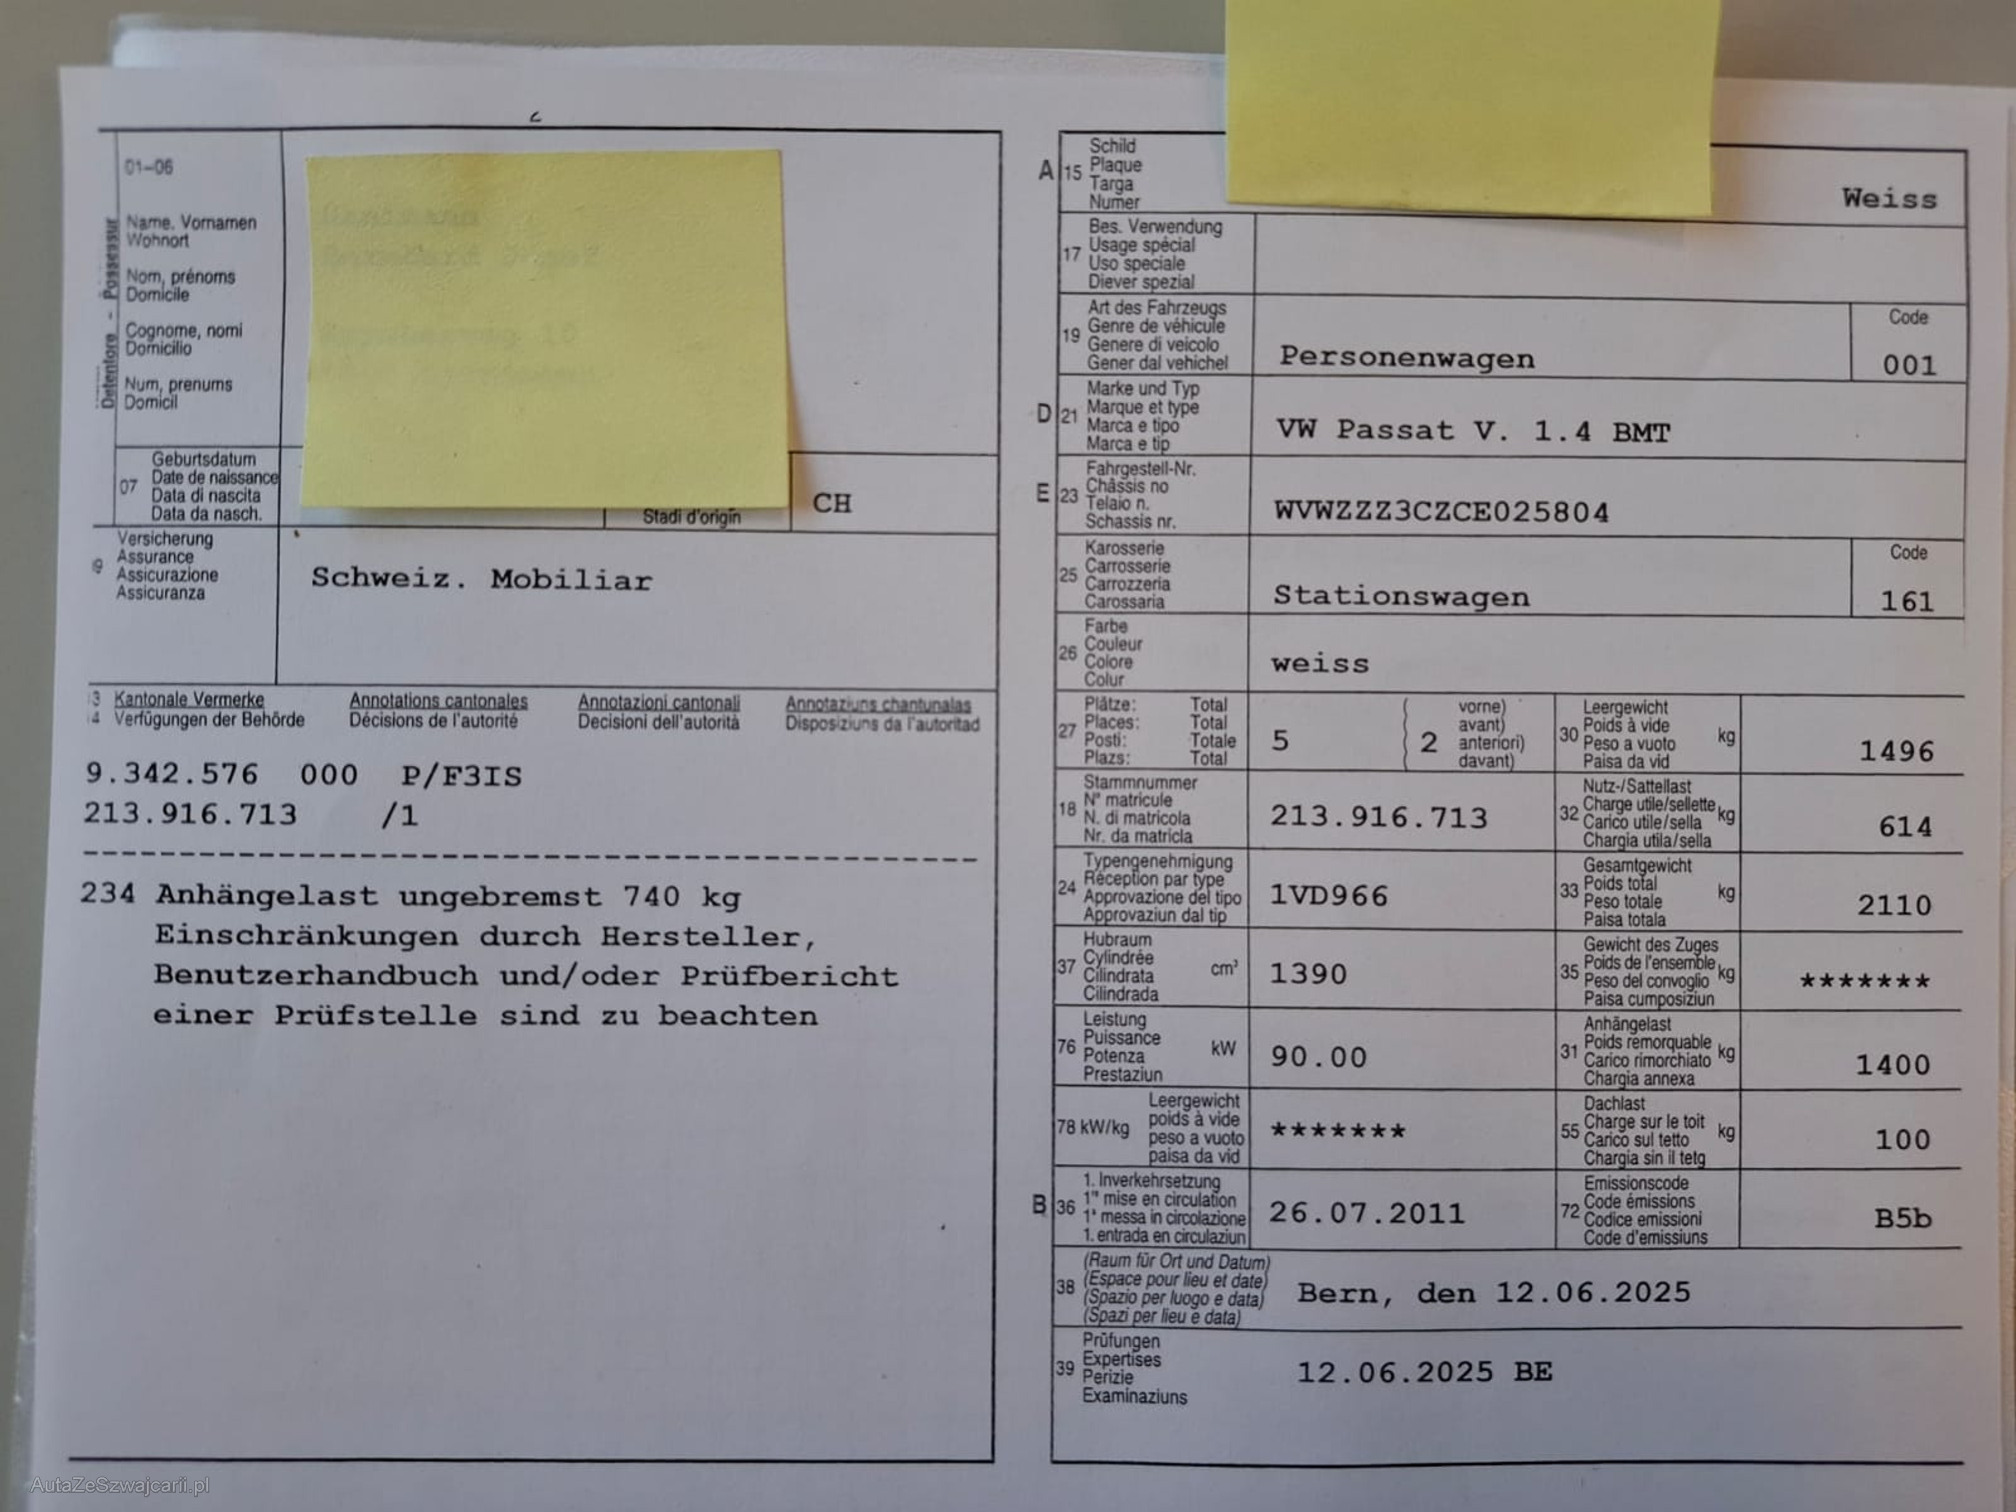 01-06
Detentore - Possessur
Name, Vornamen
Wohnort
Nom, prénoms
Domicile
Cognome, nomi
Domicilio
Num, prenums
Domicil
07
Geburtsdatum
Date de naissance
Data di nascita
Data da nasch.
Stadi d'origin
CH
9
Versicherung
Assurance
Assicurazione
Assicuranza
Schweiz. Mobiliar
3 Kantonale Vermerke Annotations cantonales Annotazioni cantonali Annotaziuns chantunalas
4 Verfügungen der Behörde Décisions de l'autorité Decisioni dell'autorità Disposiziuns da l'autoritad
9.342.576 000 P/F3IS
213.916.713 /1
234 Anhängelast ungebremst 740 kg
Einschränkungen durch Hersteller,
Benutzerhandbuch und/oder Prüfbericht
einer Prüfstelle sind zu beachten
A 15
Schild
Plaque
Targa
Numer
Weiss
17
Bes. Verwendung
Usage spécial
Uso speciale
Diever spezial
19
Art des Fahrzeugs
Genre de véhicule
Genere di veicolo
Gener dal vehichel
Personenwagen
Code
001
D 21
Marke und Typ
Marque et type
Marca e tipo
Marca e tip
VW Passat V. 1.4 BMT
E 23
Fahrgestell-Nr.
Châssis no
Telaio n.
Schassis nr.
WVWZZZ3CZCE025804
25
Karosserie
Carrosserie
Carrozzeria
Carossaria
Stationswagen
Code
161
26
Farbe
Couleur
Colore
Colur
weiss
27
Plätze: Total
Places: Total
Posti: Totale
Plazs: Total
5
( 2
vorne)
avant)
anteriori)
davant)
30
Leergewicht
Poids à vide
Peso a vuoto
Paisa da vid
kg
1496
18
Stammnummer
N° matricule
N. di matricola
Nr. da matricla
213.916.713
32
Nutz-/Sattellast
Charge utile/sellette
Carico utile/sella
Chargia utila/sella
kg
614
24
Typengenehmigung
Réception par type
Approvazione del tipo
Approvaziun dal tip
1VD966
33
Gesamtgewicht
Poids total
Peso totale
Paisa totala
kg
2110
37
Hubraum
Cylindrée
Cilindrata
Cilindrada
cm³
1390
35
Gewicht des Zuges
Poids de l'ensemble
Peso del convoglio
Paisa cumposiziun
kg
*******
76
Leistung
Puissance
Potenza
Prestaziun
kW
90.00
31
Anhängelast
Poids remorquable
Carico rimorchiato
Chargia annexa
kg
1400
78 kW/kg
Leergewicht
poids à vide
peso a vuoto
paisa da vid
*******
55
Dachlast
Charge sur le toit
Carico sul tetto
Chargia sin il tetg
kg
100
B 36
1. Inverkehrsetzung
1re mise en circulation
1a messa in circolazione
1. entrada en circulaziun
26.07.2011
72
Emissionscode
Code émissions
Codice emissioni
Code d'emissiuns
B5b
38
(Raum für Ort und Datum)
(Espace pour lieu et date)
(Spazio per luogo e data)
(Spazi per lieu e data)
Bern, den 12.06.2025
39
Prüfungen
Expertises
Perizie
Examinaziuns
12.06.2025 BE
AutaZeSzwajcarii.pl